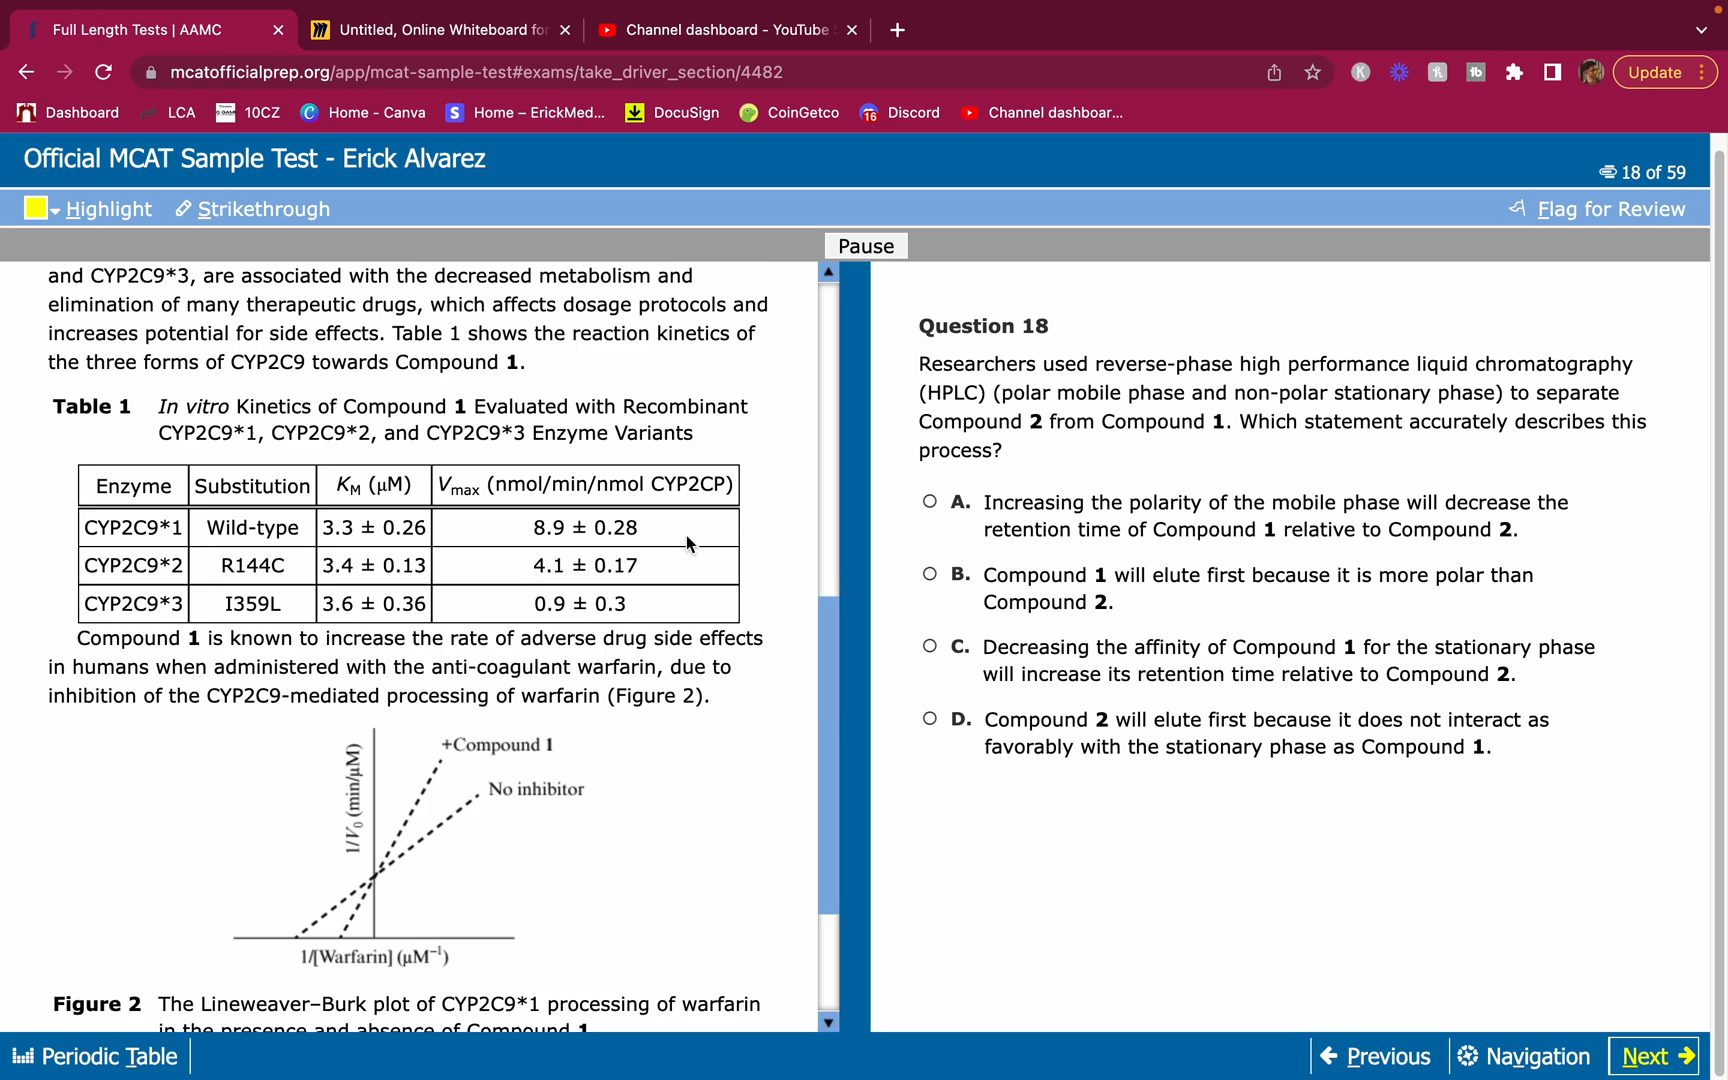 Full Length Tests | AAMC
Untitled, Online Whiteboard for
Channel dashboard - YouTube
mcatofficialprep.org/app/mcat-sample-test#exams/take_driver_section/4482
Update
Dashboard
LCA
10CZ
Home - Canva
Home – ErickMed...
DocuSign
CoinGetco
16
Discord
Channel dashboar...
Official MCAT Sample Test - Erick Alvarez
18 of 59
Highlight
Strikethrough
Flag for Review
Pause
and CYP2C9*3, are associated with the decreased metabolism and
elimination of many therapeutic drugs, which affects dosage protocols and
increases potential for side effects. Table 1 shows the reaction kinetics of
the three forms of CYP2C9 towards Compound 1.
Table 1 In vitro Kinetics of Compound 1 Evaluated with Recombinant
CYP2C9*1, CYP2C9*2, and CYP2C9*3 Enzyme Variants
Enzyme Substitution KM (μM) Vmax (nmol/min/nmol CYP2CP)
CYP2C9*1 Wild-type 3.3 ± 0.26 8.9 ± 0.28
CYP2C9*2 R144C 3.4 ± 0.13 4.1 ± 0.17
CYP2C9*3 I359L 3.6 ± 0.36 0.9 ± 0.3
Compound 1 is known to increase the rate of adverse drug side effects
in humans when administered with the anti-coagulant warfarin, due to
inhibition of the CYP2C9-mediated processing of warfarin (Figure 2).
+Compound 1
No inhibitor
1/V0 (min/μM)
1/[Warfarin] (μM⁻¹)
Figure 2 The Lineweaver–Burk plot of CYP2C9*1 processing of warfarin
in the presence and absence of Compound 1
Question 18
Researchers used reverse-phase high performance liquid chromatography
(HPLC) (polar mobile phase and non-polar stationary phase) to separate
Compound 2 from Compound 1. Which statement accurately describes this
process?
A. Increasing the polarity of the mobile phase will decrease the
retention time of Compound 1 relative to Compound 2.
B. Compound 1 will elute first because it is more polar than
Compound 2.
C. Decreasing the affinity of Compound 1 for the stationary phase
will increase its retention time relative to Compound 2.
D. Compound 2 will elute first because it does not interact as
favorably with the stationary phase as Compound 1.
Periodic Table
Previous
Navigation
Next